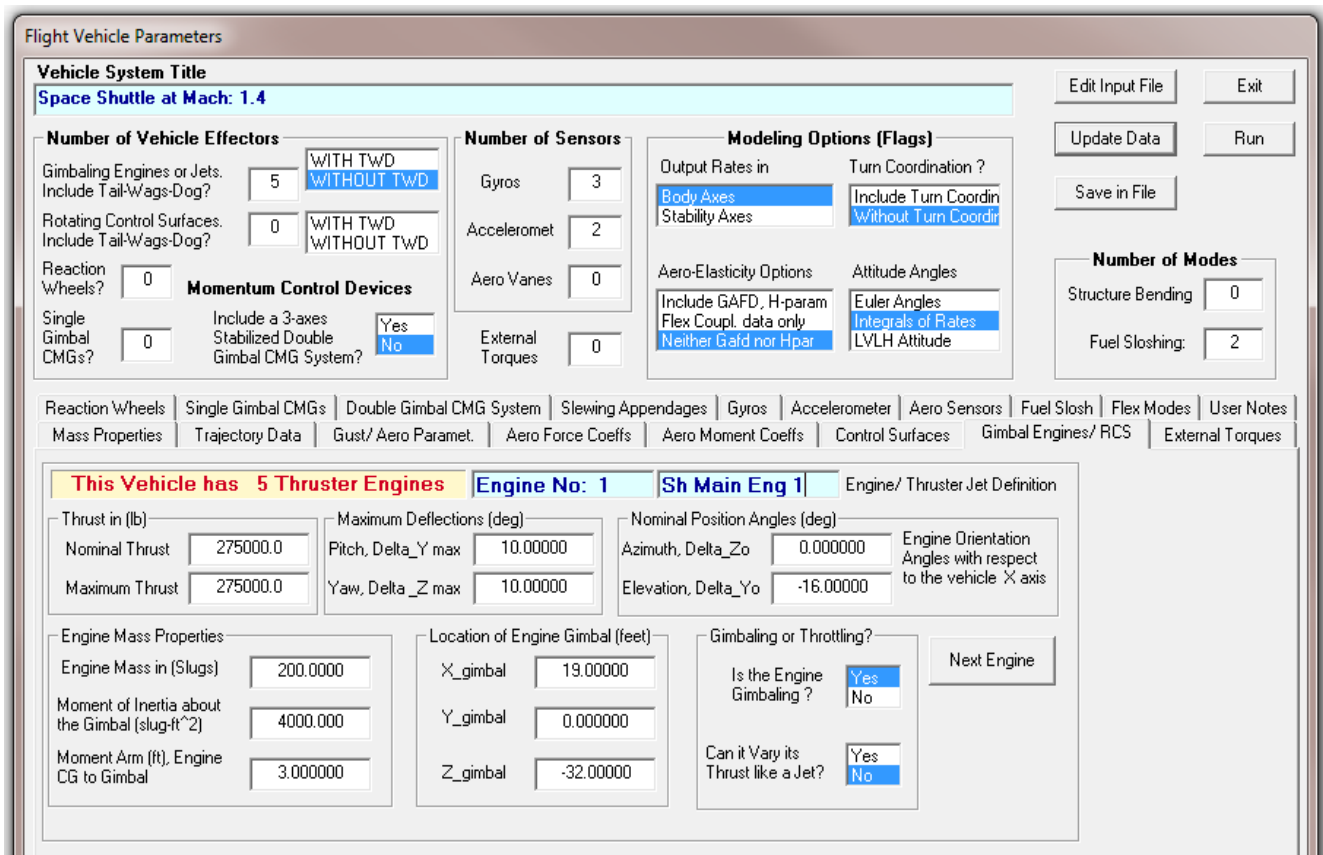 Flight Vehicle Parameters
Vehicle System Title
Space Shuttle at Mach: 1.4
Edit Input File
Exit
Update Data
Run
Save in File
Number of Vehicle Effectors
Gimbaling Engines or Jets.
Include Tail-Wags-Dog?
5
WITH TWD
WITHOUT TWD
Rotating Control Surfaces.
Include Tail-Wags-Dog?
0
WITH TWD
WITHOUT TWD
Reaction
Wheels?
0
Momentum Control Devices
Single
Gimbal
CMGs?
0
Include a 3-axes
Stabilized Double
Gimbal CMG System?
Yes
No
Number of Sensors
Gyros
3
Acceleromet
2
Aero Vanes
0
External
Torques
0
Modeling Options (Flags)
Output Rates in
Body Axes
Stability Axes
Turn Coordination ?
Include Turn Coordin
Without Turn Coordin
Aero-Elasticity Options
Include GAFD, H-param
Flex Coupl. data only
Neither Gafd nor Hpar
Attitude Angles
Euler Angles
Integrals of Rates
LVLH Attitude
Number of Modes
Structure Bending
0
Fuel Sloshing:
2
Reaction Wheels
Single Gimbal CMGs
Double Gimbal CMG System
Slewing Appendages
Gyros
Accelerometer
Aero Sensors
Fuel Slosh
Flex Modes
User Notes
Mass Properties
Trajectory Data
Gust/ Aero Paramet.
Aero Force Coeffs
Aero Moment Coeffs
Control Surfaces
Gimbal Engines/ RCS
External Torques
This Vehicle has 5 Thruster Engines
Engine No: 1
Sh Main Eng 1
Engine/ Thruster Jet Definition
Thrust in (lb)
Nominal Thrust
275000.0
Maximum Thrust
275000.0
Maximum Deflections (deg)
Pitch, Delta_Y max
10.00000
Yaw, Delta _Z max
10.00000
Nominal Position Angles (deg)
Azimuth, Delta_Zo
0.000000
Elevation, Delta_Yo
-16.00000
Engine Orientation
Angles with respect
to the vehicle X axis
Engine Mass Properties
Engine Mass in (Slugs)
200.0000
Moment of Inertia about
the Gimbal (slug-ft^2)
4000.000
Moment Arm (ft), Engine
CG to Gimbal
3.000000
Location of Engine Gimbal (feet)
X_gimbal
19.00000
Y_gimbal
0.000000
Z_gimbal
-32.00000
Gimbaling or Throttling?
Is the Engine
Gimbaling ?
Yes
No
Can it Vary its
Thrust like a Jet?
Yes
No
Next Engine